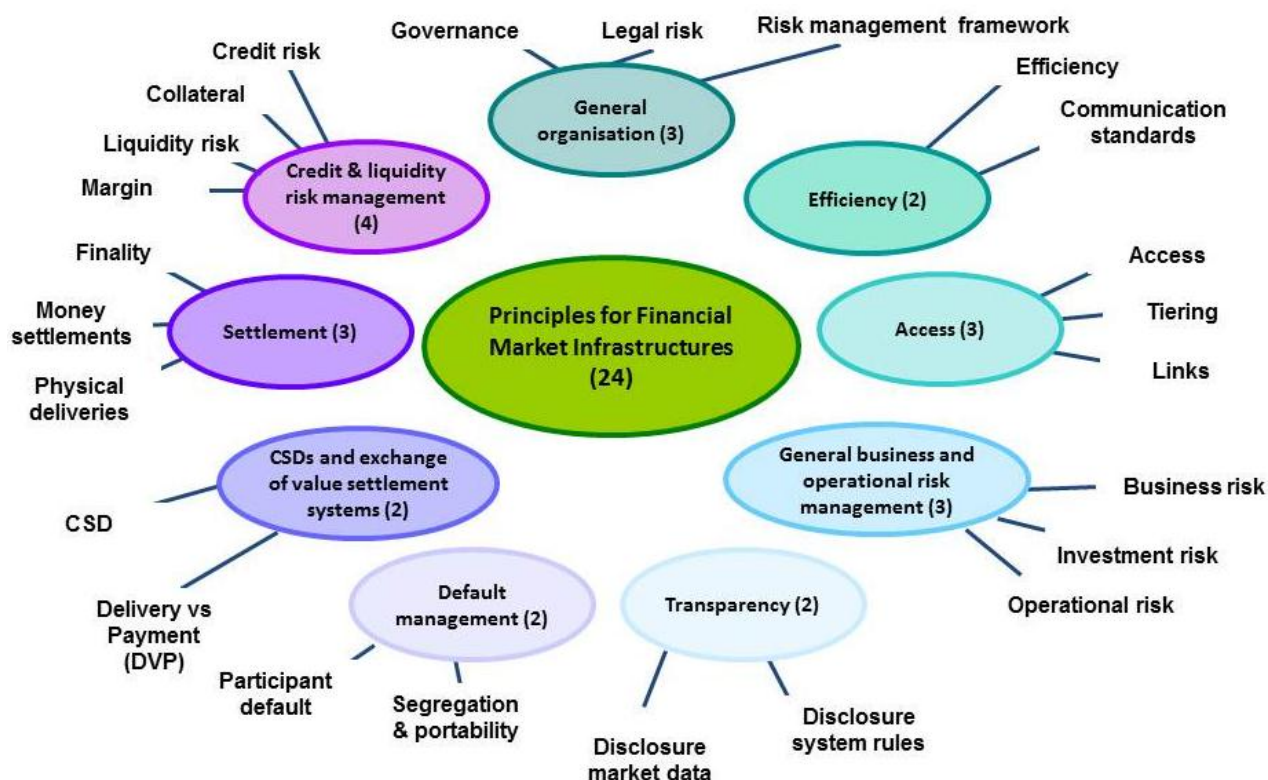 Governance
Legal risk
Risk management framework
Credit risk
Efficiency
Collateral
General
organisation (3)
Communication
standards
Liquidity risk
Credit & liquidity
risk management
(4)
Margin
Efficiency (2)
Finality
Access
Money
settlements
Settlement (3)
Principles for Financial
Market Infrastructures
(24)
Access (3)
Tiering
Physical
deliveries
Links
CSDs and exchange
of value settlement
systems (2)
General business and
operational risk
management (3)
Business risk
CSD
Investment risk
Delivery vs
Payment
(DVP)
Default
management (2)
Transparency (2)
Operational risk
Participant
default
Segregation
& portability
Disclosure
system rules
Disclosure
market data